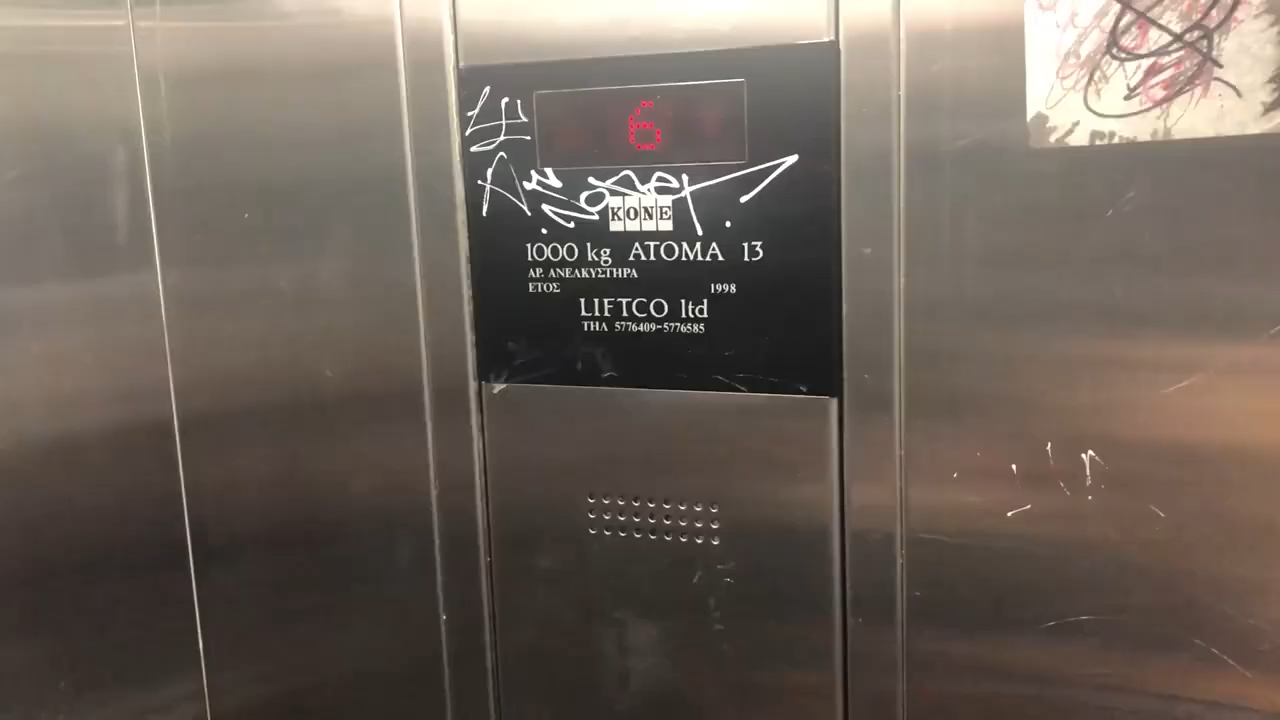 6
KONE
1000 kg ATOMA 13
ΑΡ. ΑΝΕΛΚΥΣΤΗΡΑ
ΕΤΟΣ 1998
LIFTCO ltd
ΤΗΛ 5776409-5776585